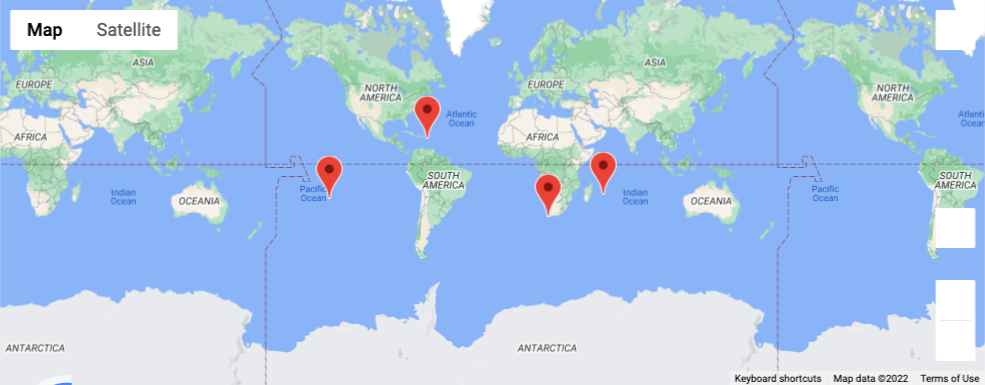 Map
Satellite
ASIA
ASIA
EUROPE
NORTH
AMERICA
EUROPE
NORTH
AMERICA
Atlantic
Ocean
Atlan
Ocea
AFRICA
AFRICA
SOUTH
AMERICA
SOUTH
AMERICA
Indian
Ocean
Pacific
Ocean
Indian
Ocean
Pacific
Ocean
OCEANIA
OCEANIA
ANTARCTICA
ANTARCTICA
Keyboard shortcuts
Map data ©2022
Terms of Use